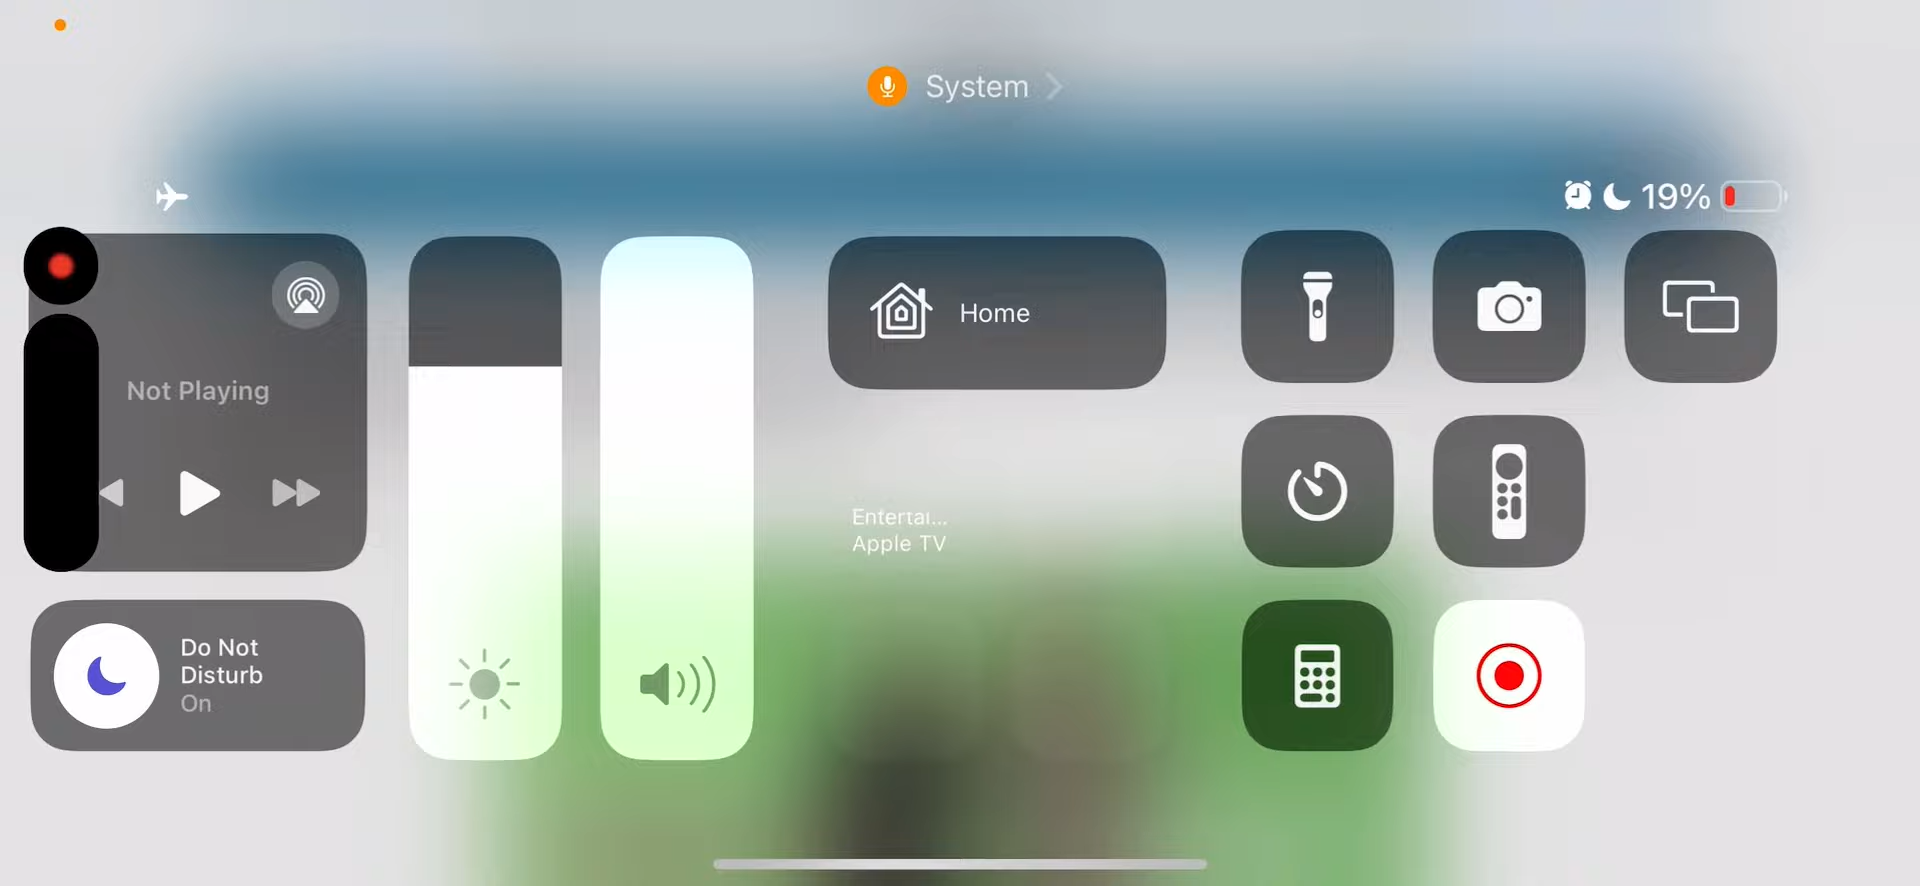 System
19%
Not Playing
Home
Entertai...
Apple TV
Do Not
Disturb
On